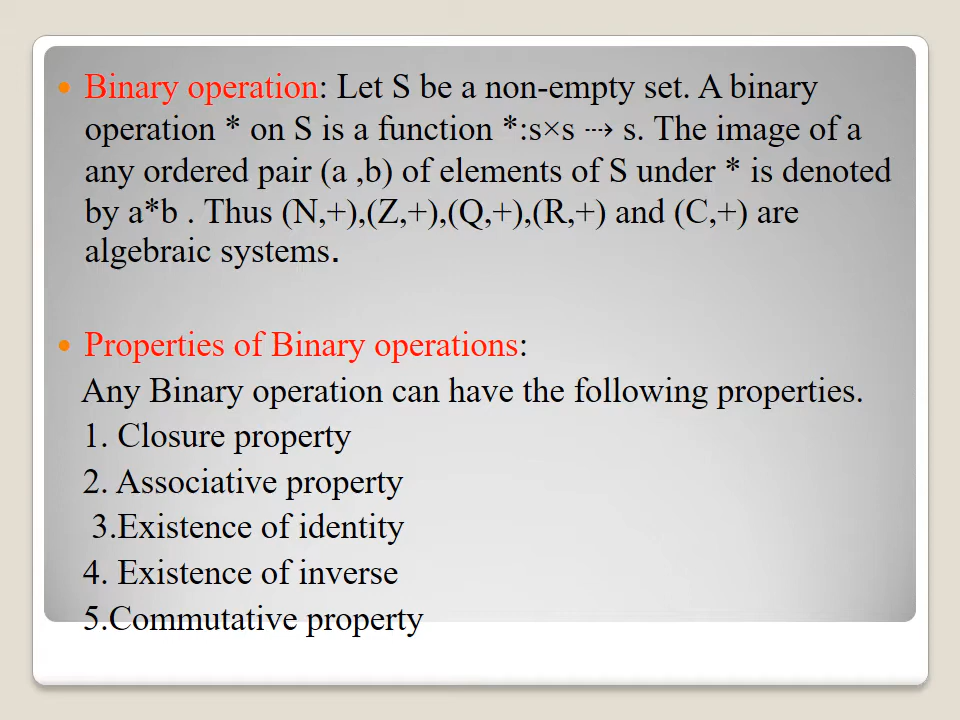 Binary operation: Let S be a non-empty set. A binary
operation * on S is a function *:s×s ⇢ s. The image of a
any ordered pair (a ,b) of elements of S under * is denoted
by a*b . Thus (N,+),(Z,+),(Q,+),(R,+) and (C,+) are
algebraic systems.
Properties of Binary operations:
Any Binary operation can have the following properties.
1. Closure property
2. Associative property
3.Existence of identity
4. Existence of inverse
5.Commutative property